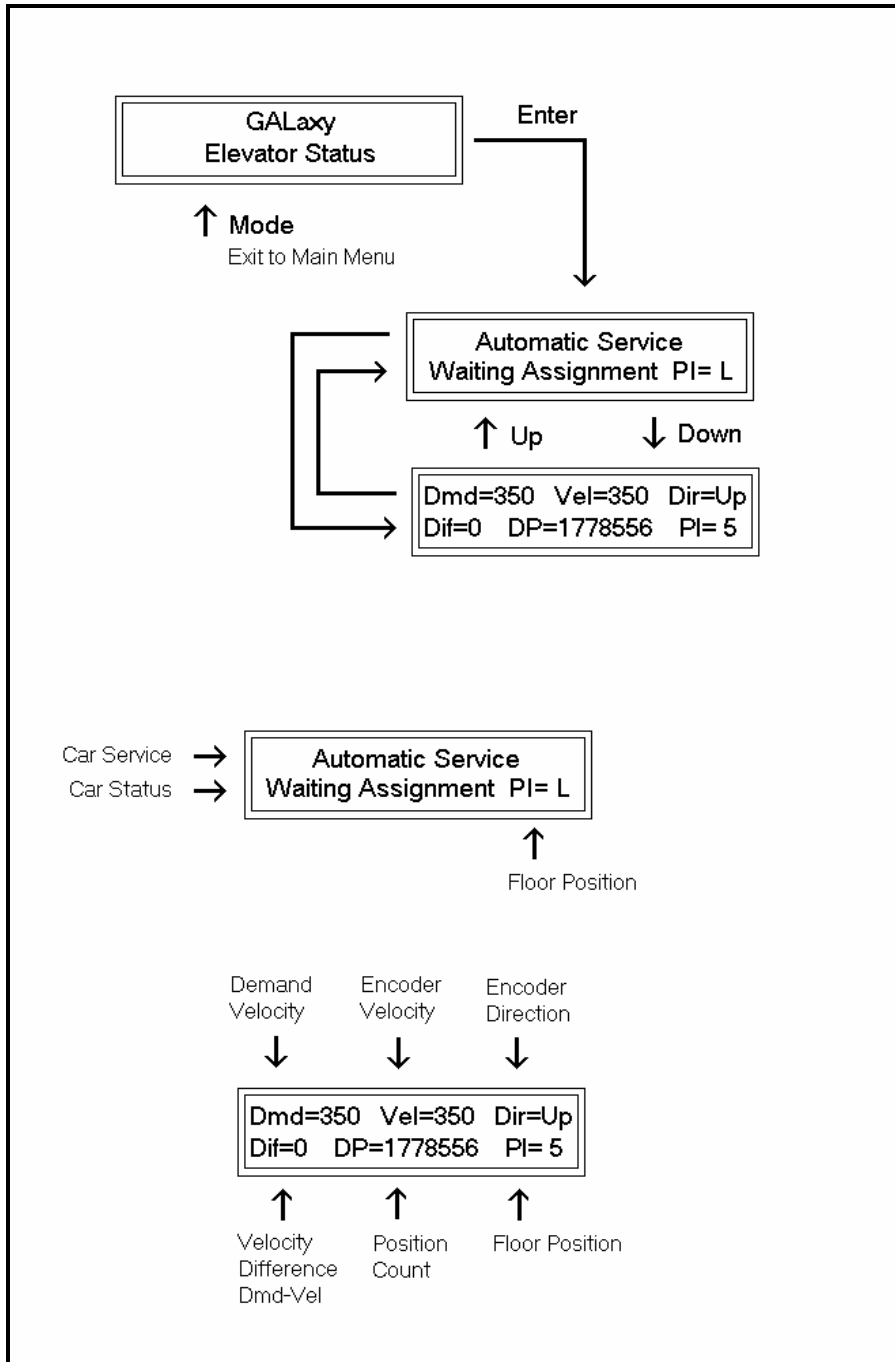 GALaxy
Elevator Status
Enter
Mode
Exit to Main Menu
Automatic Service
Waiting Assignment PI= L
Up
Down
Dmd=350 Vel=350 Dir=Up
Dif=0 DP=1778556 PI= 5
Car Service
Car Status
Automatic Service
Waiting Assignment PI= L
Floor Position
Demand
Velocity
Encoder
Velocity
Encoder
Direction
Dmd=350 Vel=350 Dir=Up
Dif=0 DP=1778556 PI= 5
Velocity
Difference
Dmd-Vel
Position
Count
Floor Position